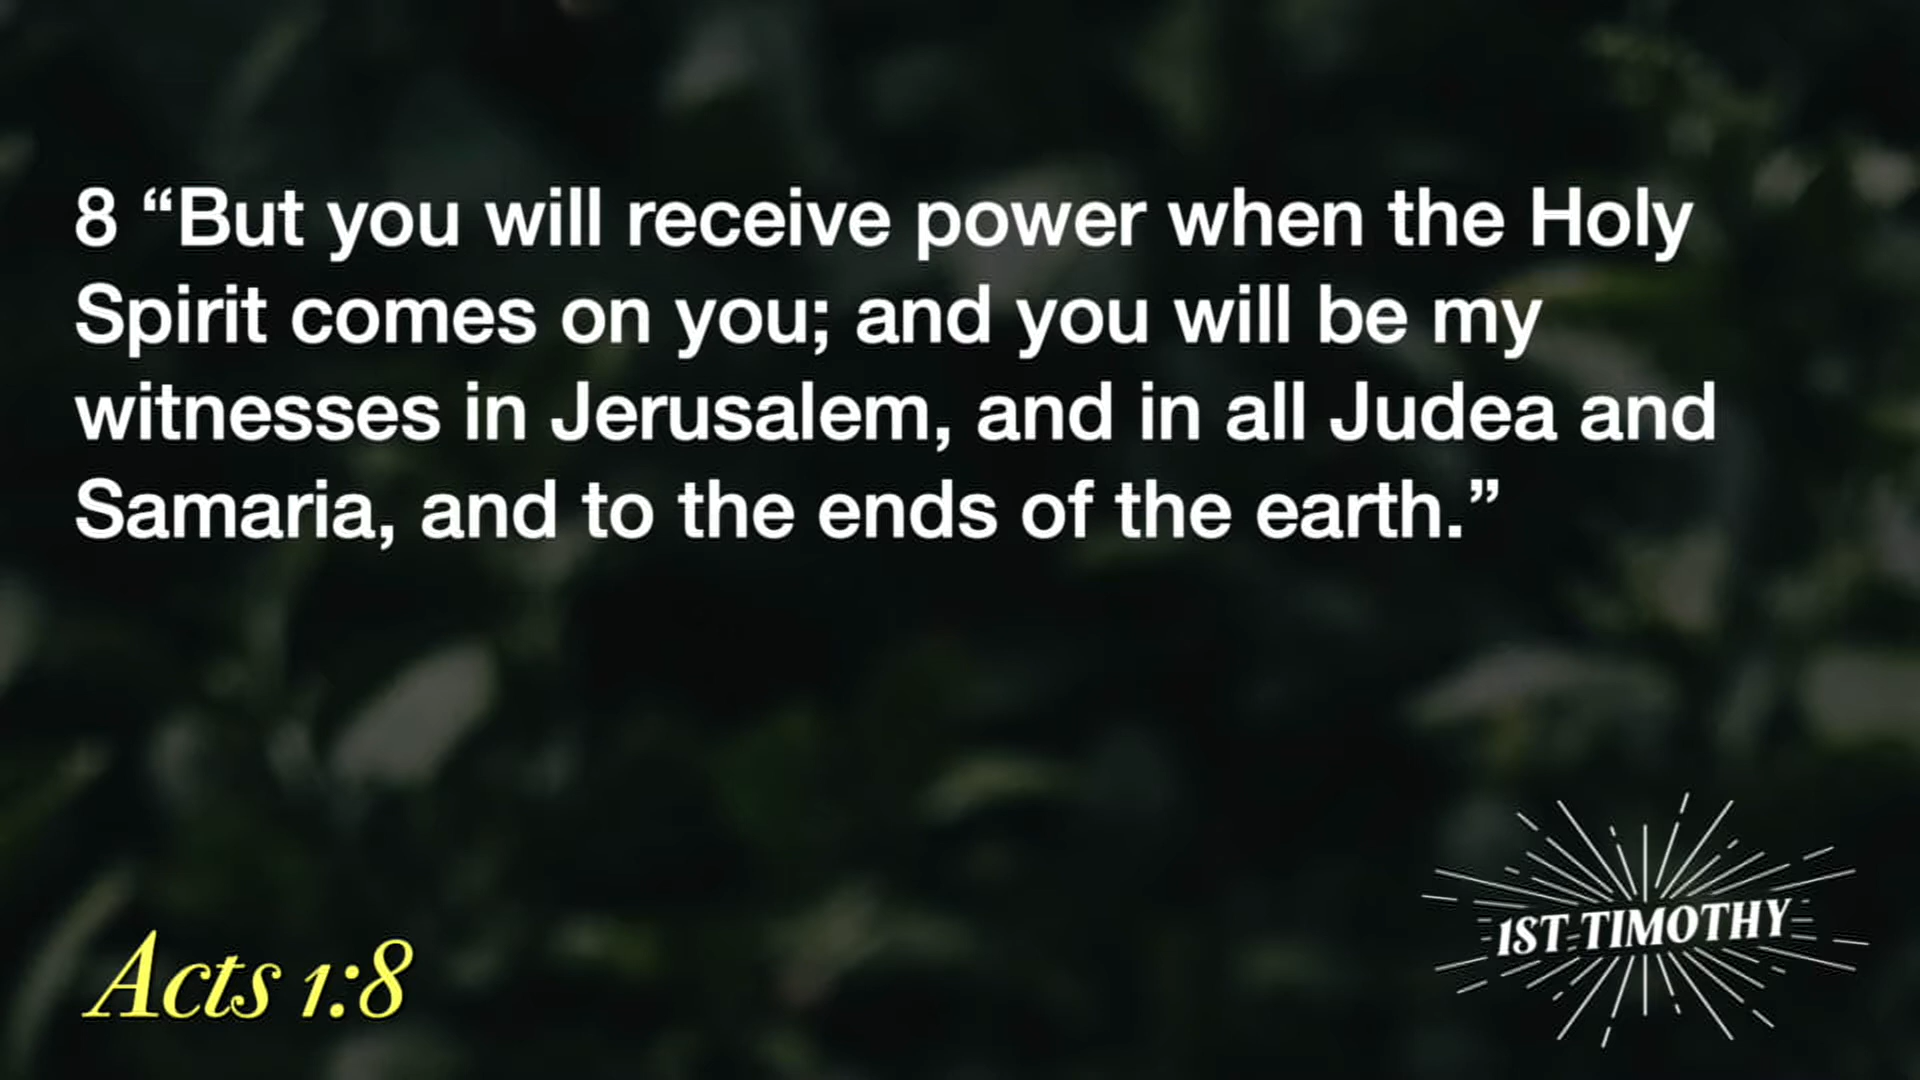 8 “But you will receive power when the Holy
Spirit comes on you; and you will be my
witnesses in Jerusalem, and in all Judea and
Samaria, and to the ends of the earth.”
Acts 1:8
1ST TIMOTHY